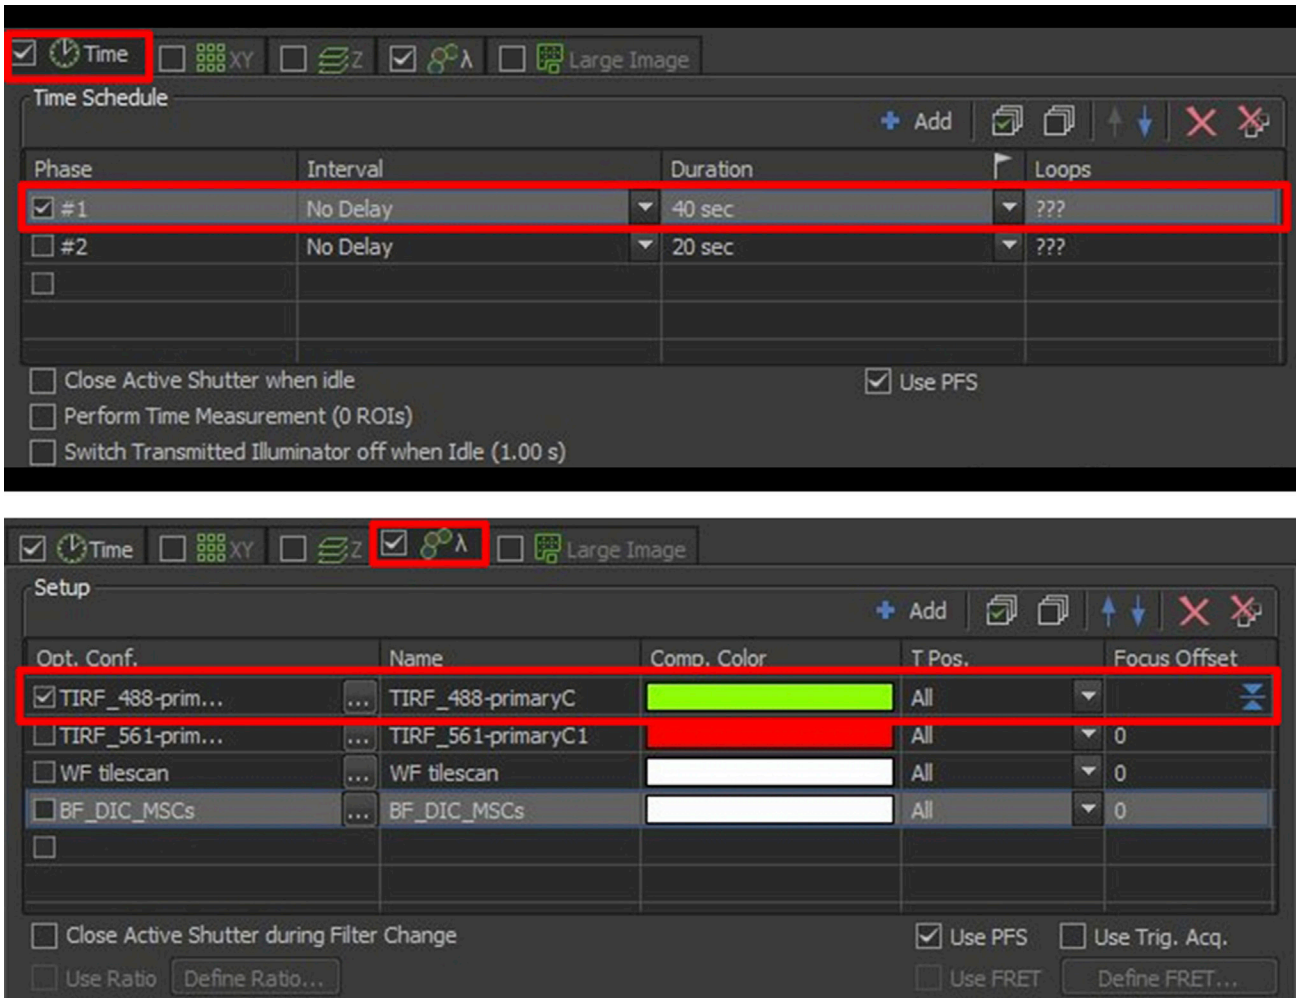 Time XY Z λ Large Image
Time Schedule
Add
Phase Interval Duration Loops
#1 No Delay 40 sec ???
#2 No Delay 20 sec ???
Close Active Shutter when idle Use PFS
Perform Time Measurement (0 ROIs)
Switch Transmitted Illuminator off when Idle (1.00 s)
Time XY Z λ Large Image
Setup
Add
Opt. Conf. Name Comp. Color T Pos. Focus Offset
TIRF_488-prim... ... TIRF_488-primaryC All
TIRF_561-prim... ... TIRF_561-primaryC1 All 0
WF tilescan ... WF tilescan All 0
BF_DIC_MSCs ... BF_DIC_MSCs All 0
Close Active Shutter during Filter Change Use PFS Use Trig. Acq.
Use Ratio Define Ratio... Use FRET Define FRET...